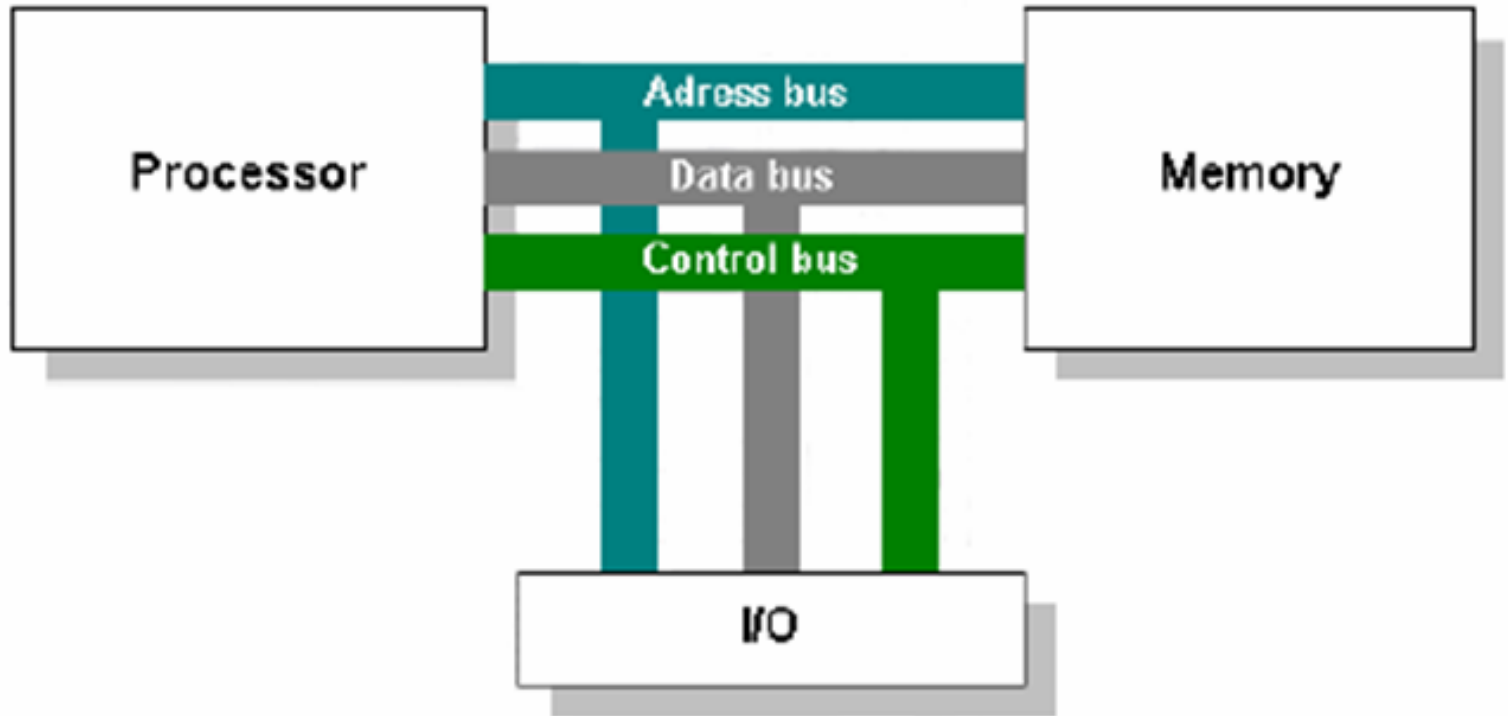 Adress bus
Processor
Data bus
Memory
Control bus
I/O